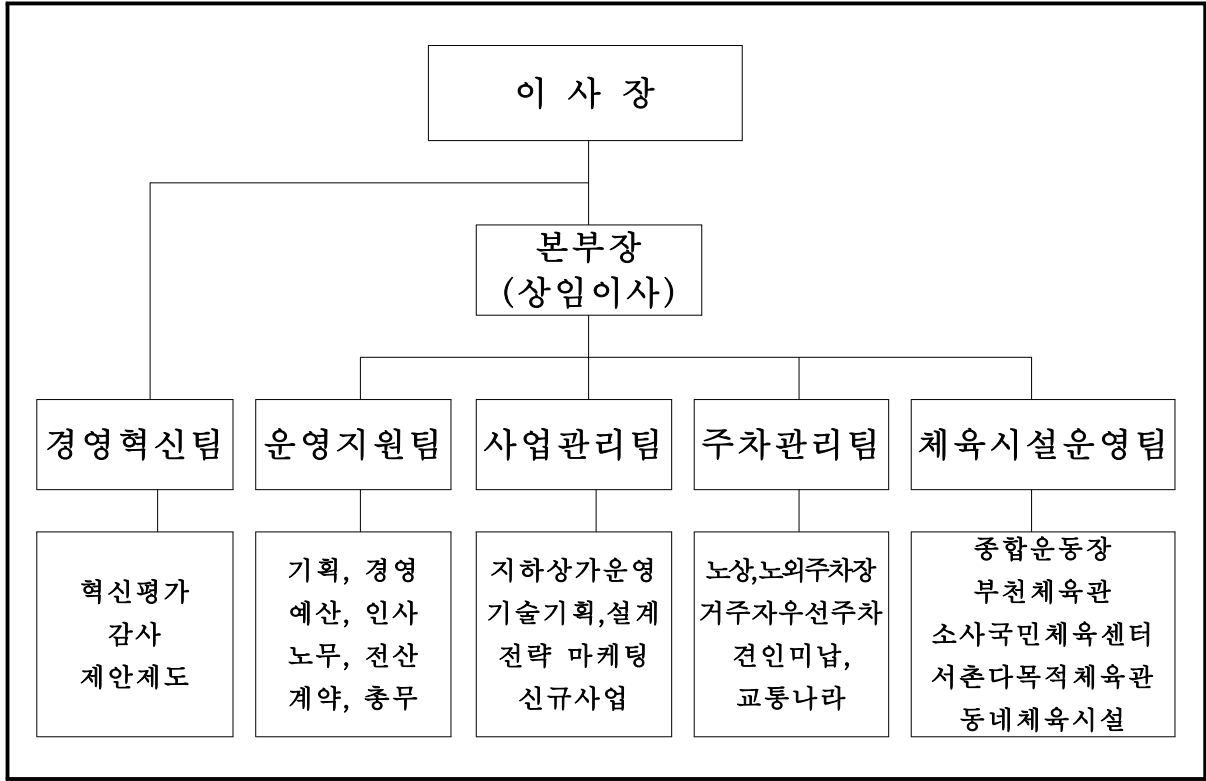 이 사 장
본부장
(상임이사)
경영혁신팀
운영지원팀
사업관리팀
주차관리팀
체육시설운영팀
혁신평가
감사
제안제도
기획, 경영
예산, 인사
노무, 전산
계약, 총무
지하상가운영
기술기획,설계
전략 마케팅
신규사업
노상,노외주차장
거주자우선주차
견인미납,
교통나라
종합운동장
부천체육관
소사국민체육센터
서촌다목적체육관
동네체육시설